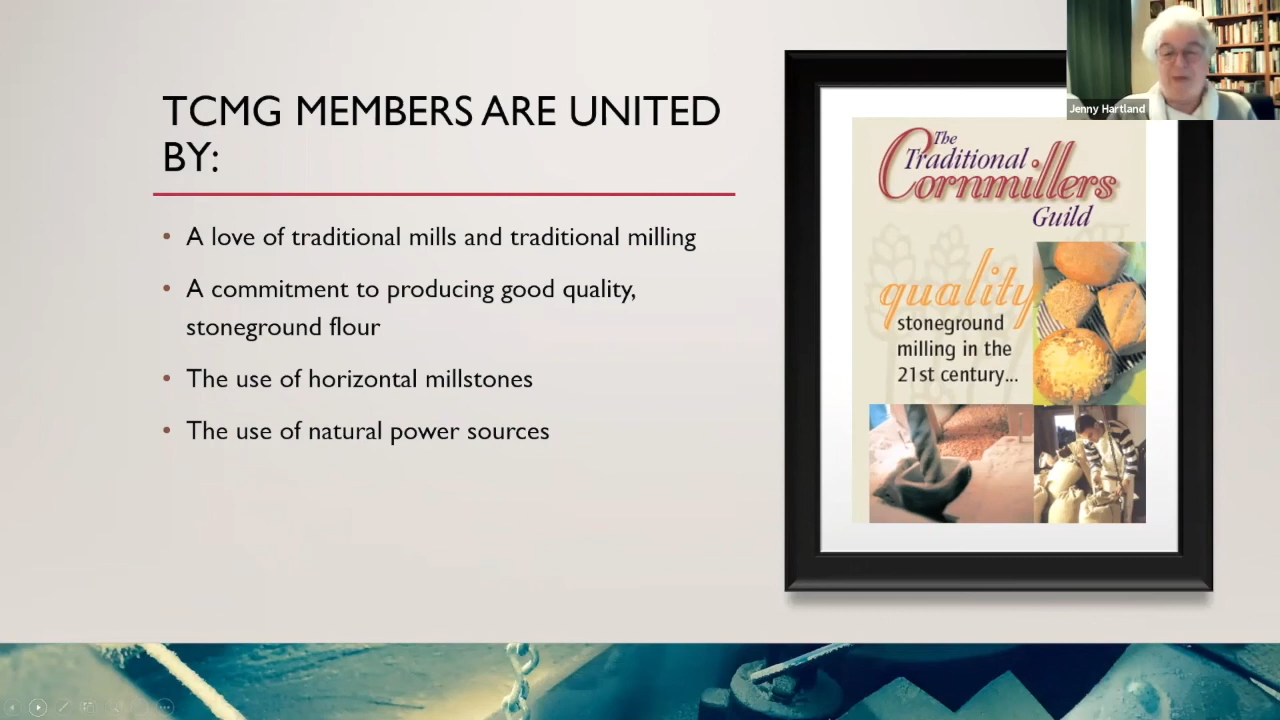 TCMG MEMBERS ARE UNITED
BY:
• A love of traditional mills and traditional milling
• A commitment to producing good quality,
stoneground flour
• The use of horizontal millstones
• The use of natural power sources
Jenny Hartland
The
Traditional
Cornmillers
Guild
quality
stoneground
milling in the
21st century...